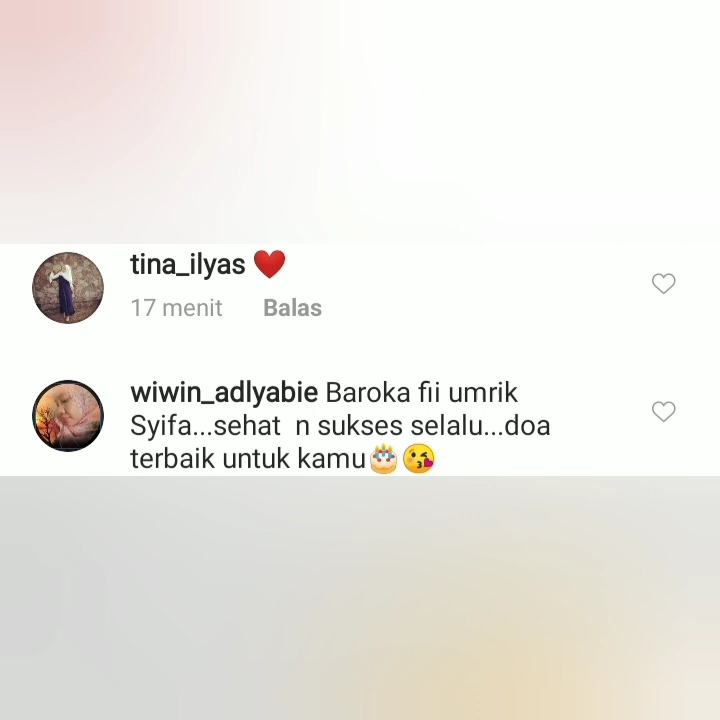 tina_ilyas ❤️
17 menit Balas
wiwin_adlyabie Baroka fii umrik
Syifa...sehat n sukses selalu...doa
terbaik untuk kamu🎂😘